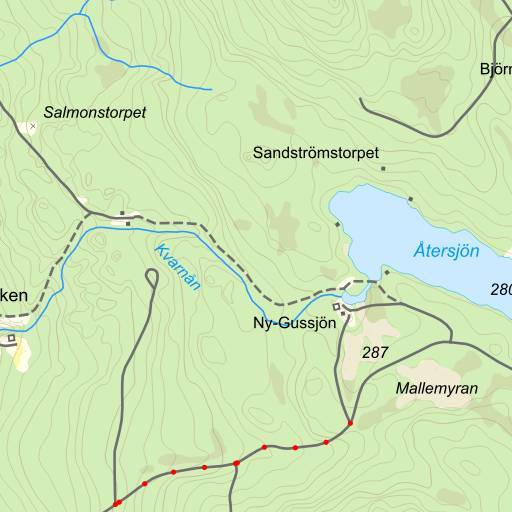 Björn
Salmonstorpet
Sandströmstorpet
Kvarnån
Återsjön
280
ken
Ny-Gussjön
287
Mallemyran